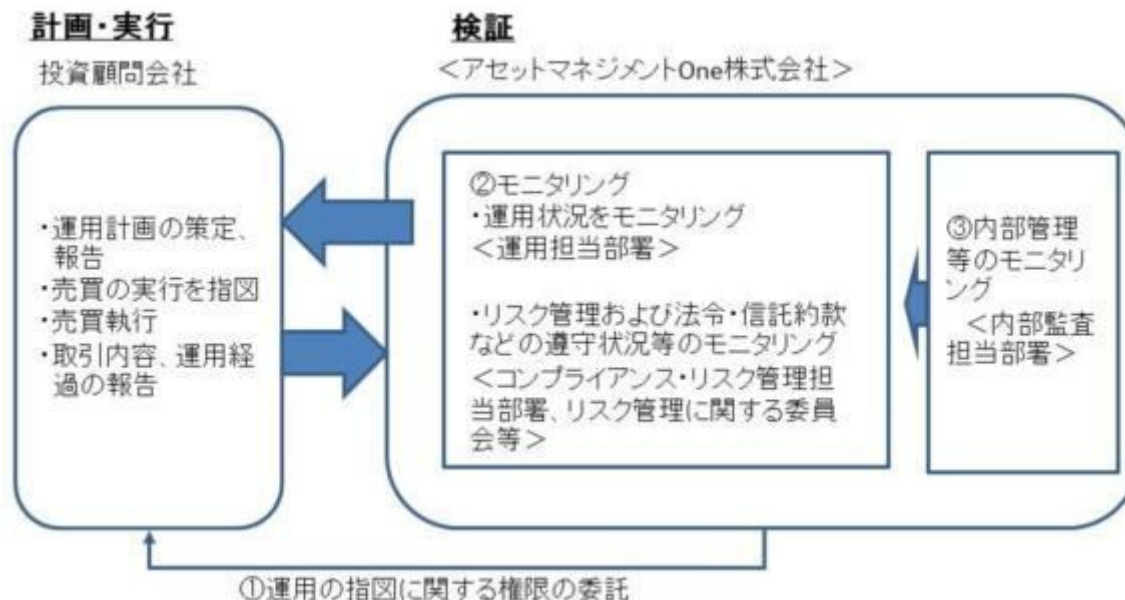 計画・実行
投資顧問会社
・運用計画の策定、
報告
・売買の実行を指図
・売買執行
・取引内容、運用経
過の報告
検証
＜アセットマネジメントOne株式会社＞
②モニタリング
・運用状況をモニタリング
＜運用担当部署＞
・リスク管理および法令・信託約款
などの遵守状況等のモニタリング
＜コンプライアンス・リスク管理担
当部署、リスク管理に関する委員
会等＞
③内部管理
等のモニタリ
ング
＜内部監査
担当部署＞
①運用の指図に関する権限の委託